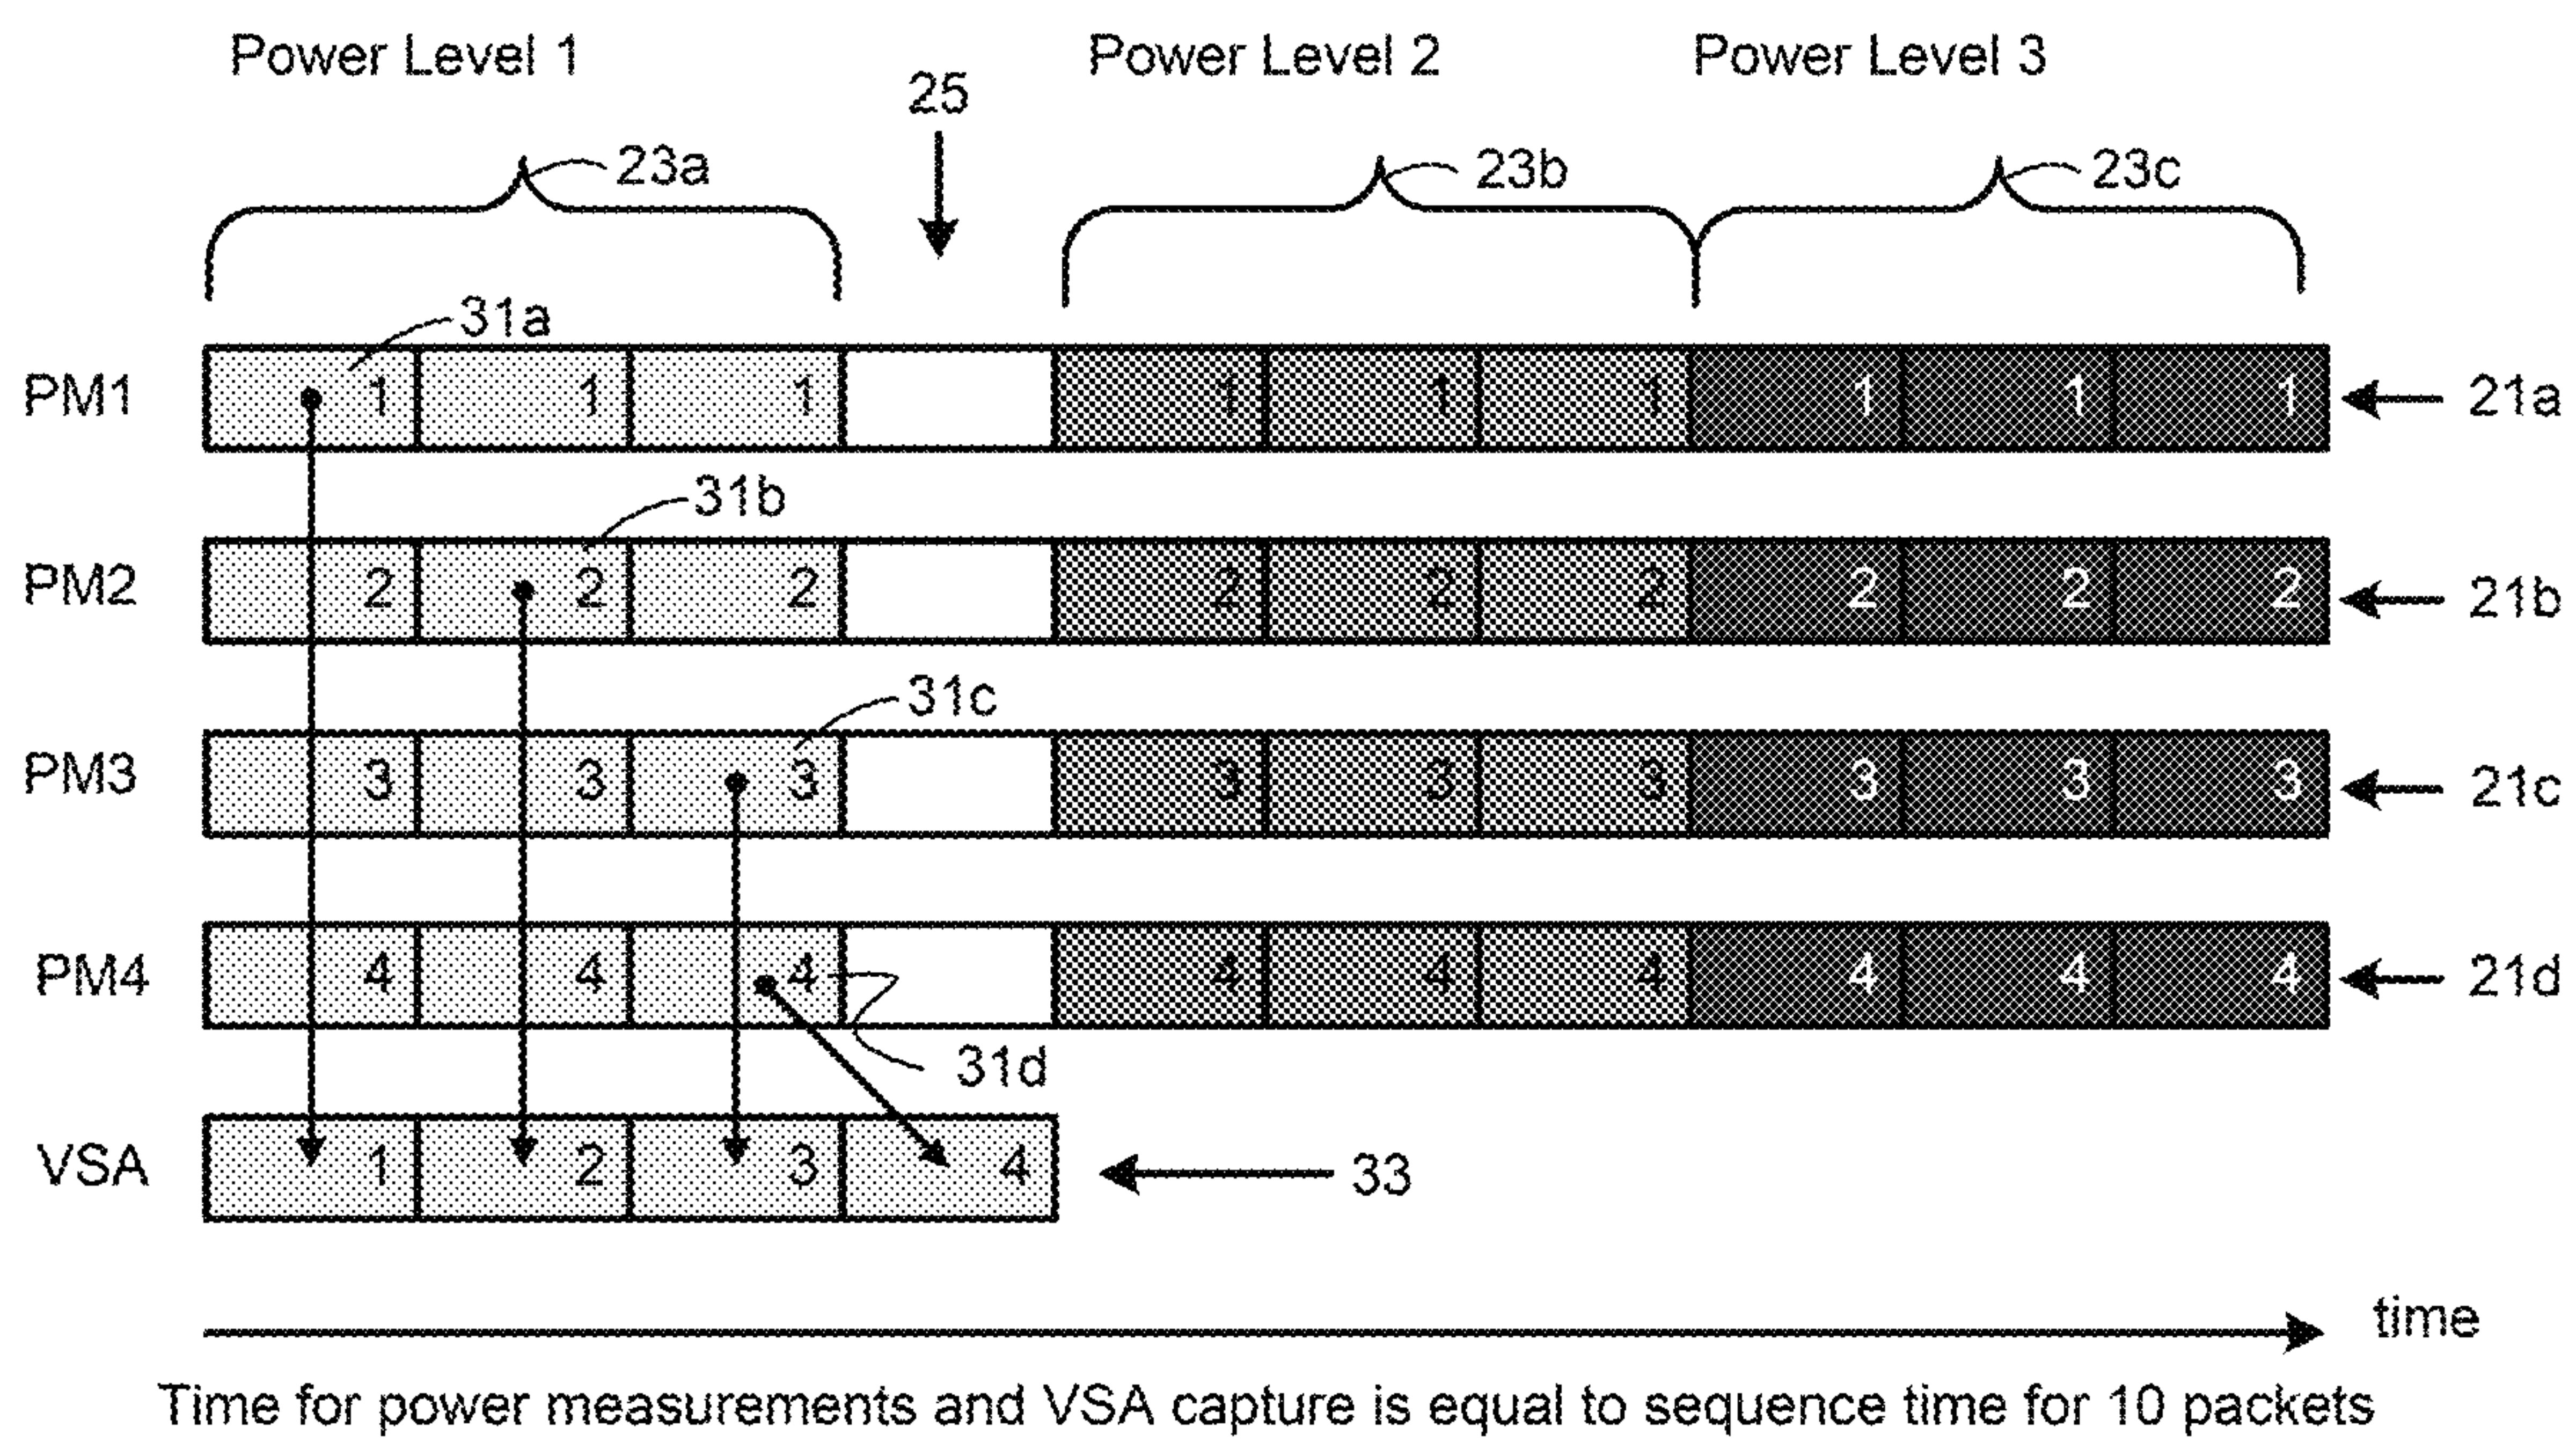 Power Level 1 Power Level 2 Power Level 3
25
23a 23b 23c
31a
PM1 1 1 1 1 1 1 1 1 1 21a
31b
PM2 2 2 2 2 2 2 2 2 2 21b
31c
PM3 3 3 3 3 3 3 3 3 3 21c
PM4 4 4 4 4 4 4 4 4 4 21d
31d
VSA 1 2 3 4 33
time
Time for power measurements and VSA capture is equal to sequence time for 10 packets